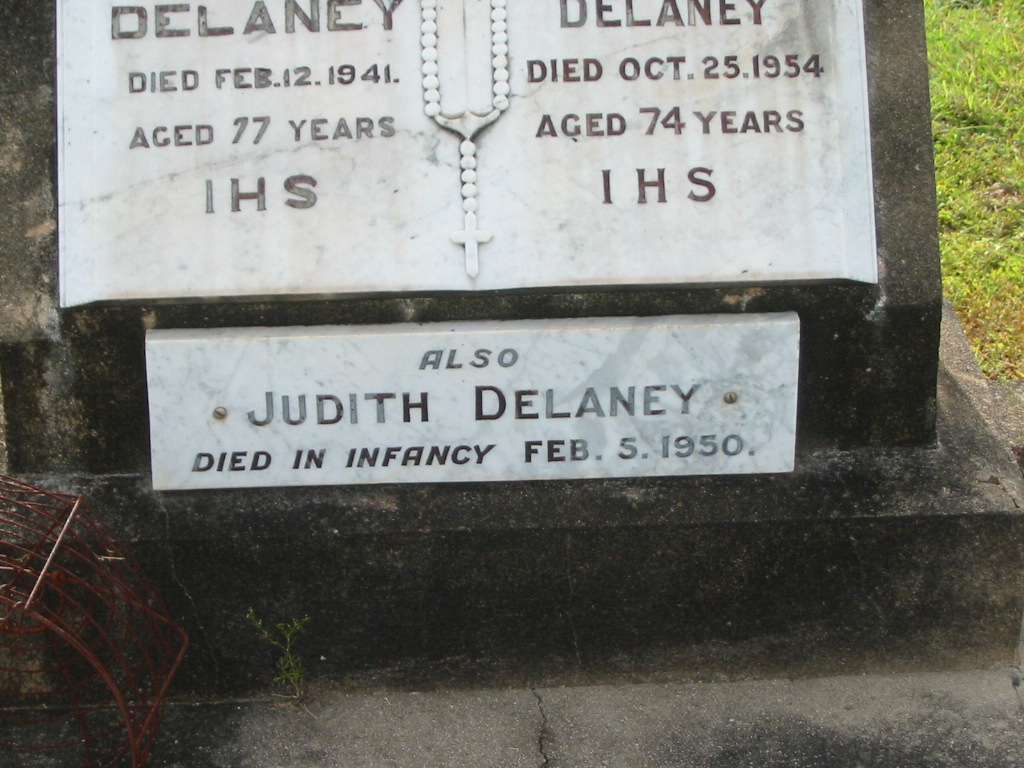 DELANEY
DIED FEB. 12. 1941.
AGED 77 YEARS
IHS
DELANEY
DIED OCT. 25. 1954
AGED 74 YEARS
IHS
ALSO
JUDITH DELANEY
DIED IN INFANCY FEB. 5. 1950.